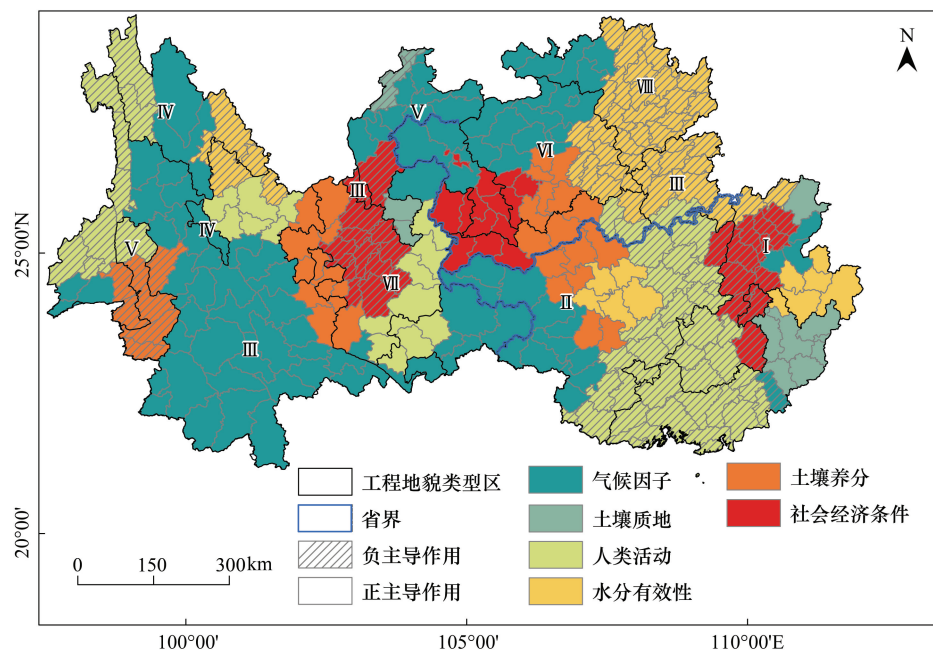 N
VIII
IV
V
VI
III
III
IV
25°00'N
V
I
VII
II
III
工程地貌类型区
气候因子
土壤养分
省界
土壤质地
社会经济条件
20°00'
负主导作用
人类活动
0
150
300km
正主导作用
水分有效性
100°00'
105°00'
110°00'E